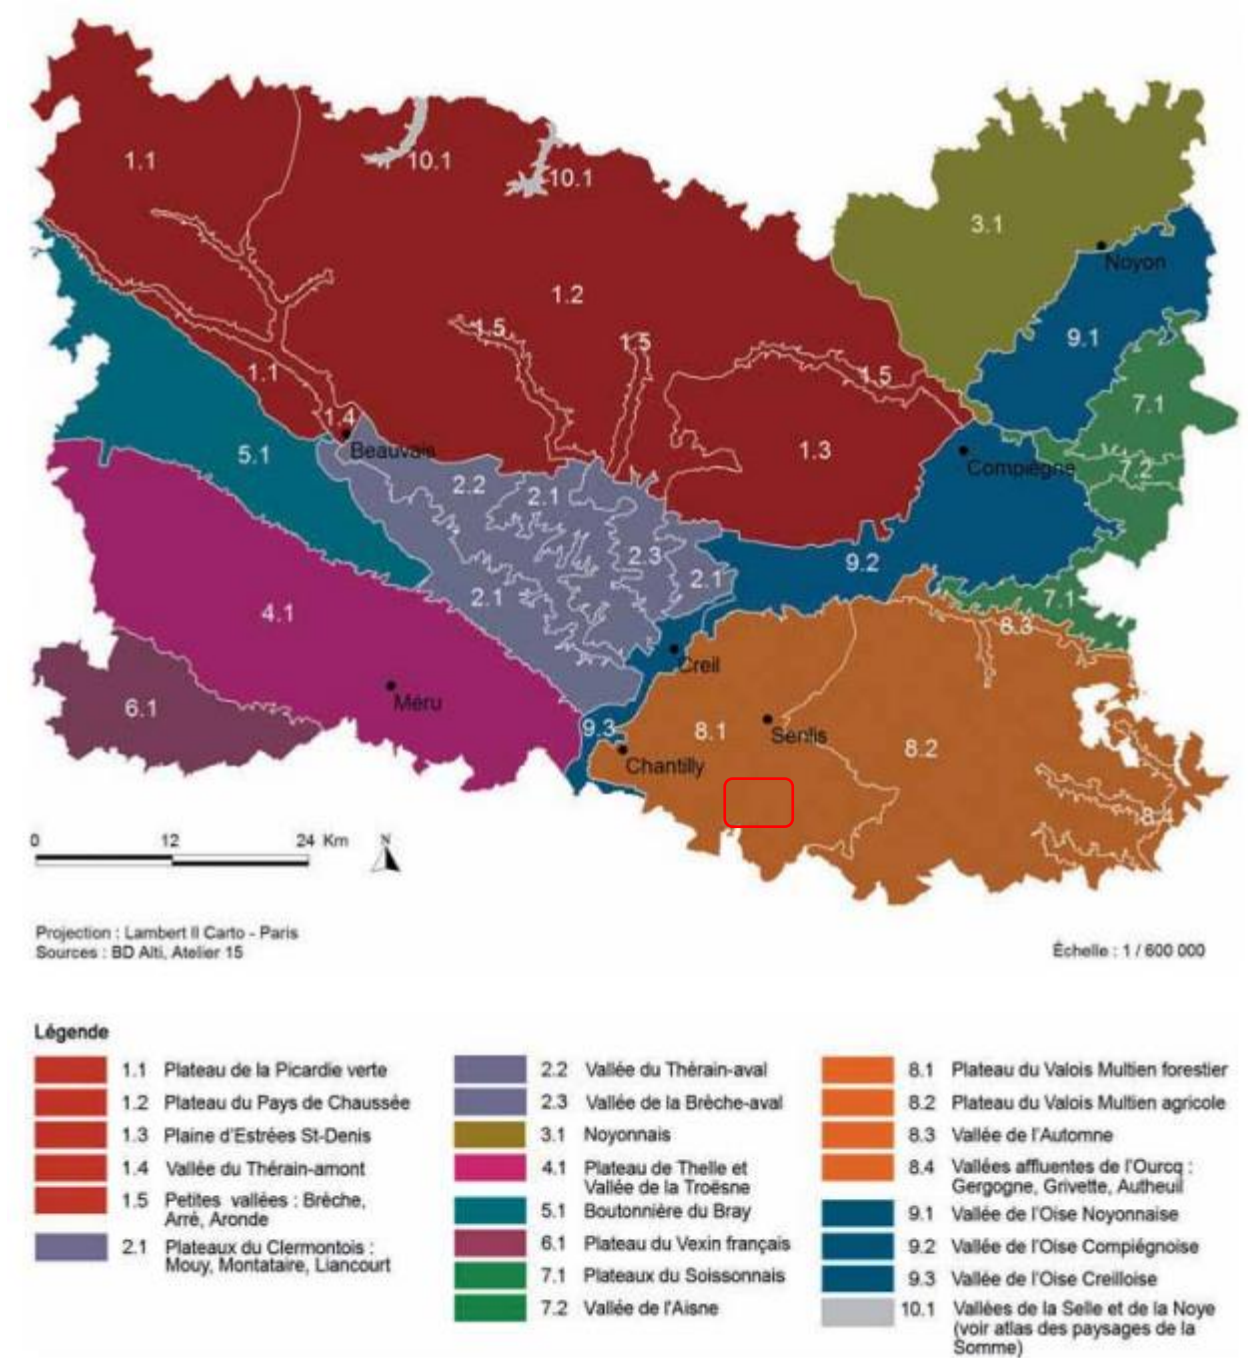 1.1
10.1
10.1
3.1
Noyon
1.2
1.5
1.5
9.1
1.1
1.5
7.1
1.4
Beauvais
5.1
1.3
Compiègne
7.2
2.2
2.1
2.3
9.2
2.1
2.1
7.1
4.1
8.3
Creil
Méru
6.1
9.3
8.1
Senlis
8.2
Chantilly
8.4
0 12 24 Km
N
Projection : Lambert II Carto - Paris
Sources : BD Alti, Atelier 15
Échelle : 1 / 600 000
Légende
1.1 Plateau de la Picardie verte
1.2 Plateau du Pays de Chaussée
1.3 Plaine d'Estrées St-Denis
1.4 Vallée du Thérain-amont
1.5 Petites vallées : Brèche,
Arré, Aronde
2.1 Plateaux du Clermontois :
Mouy, Montataire, Liancourt
2.2 Vallée du Thérain-aval
2.3 Vallée de la Brèche-aval
3.1 Noyonnais
4.1 Plateau de Thelle et
Vallée de la Troësne
5.1 Boutonnière du Bray
6.1 Plateau du Vexin français
7.1 Plateaux du Soissonnais
7.2 Vallée de l'Aisne
8.1 Plateau du Valois Multien forestier
8.2 Plateau du Valois Multien agricole
8.3 Vallée de l'Automne
8.4 Vallées affluentes de l'Ourcq :
Gergogne, Grivette, Autheuil
9.1 Vallée de l'Oise Noyonnaise
9.2 Vallée de l'Oise Compiégnoise
9.3 Vallée de l'Oise Creilloise
10.1 Vallées de la Selle et de la Noye
(voir atlas des paysages de la
Somme)